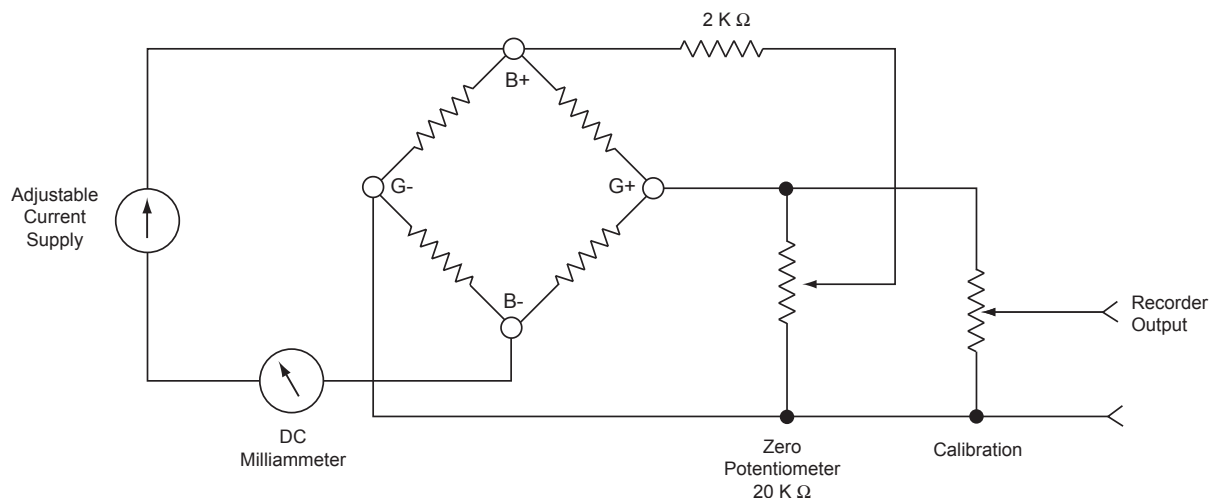 2 K Ω
B+
G-
G+
B-
Adjustable
Current
Supply
DC
Milliammeter
Zero
Potentiometer
20 K Ω
Calibration
Recorder
Output